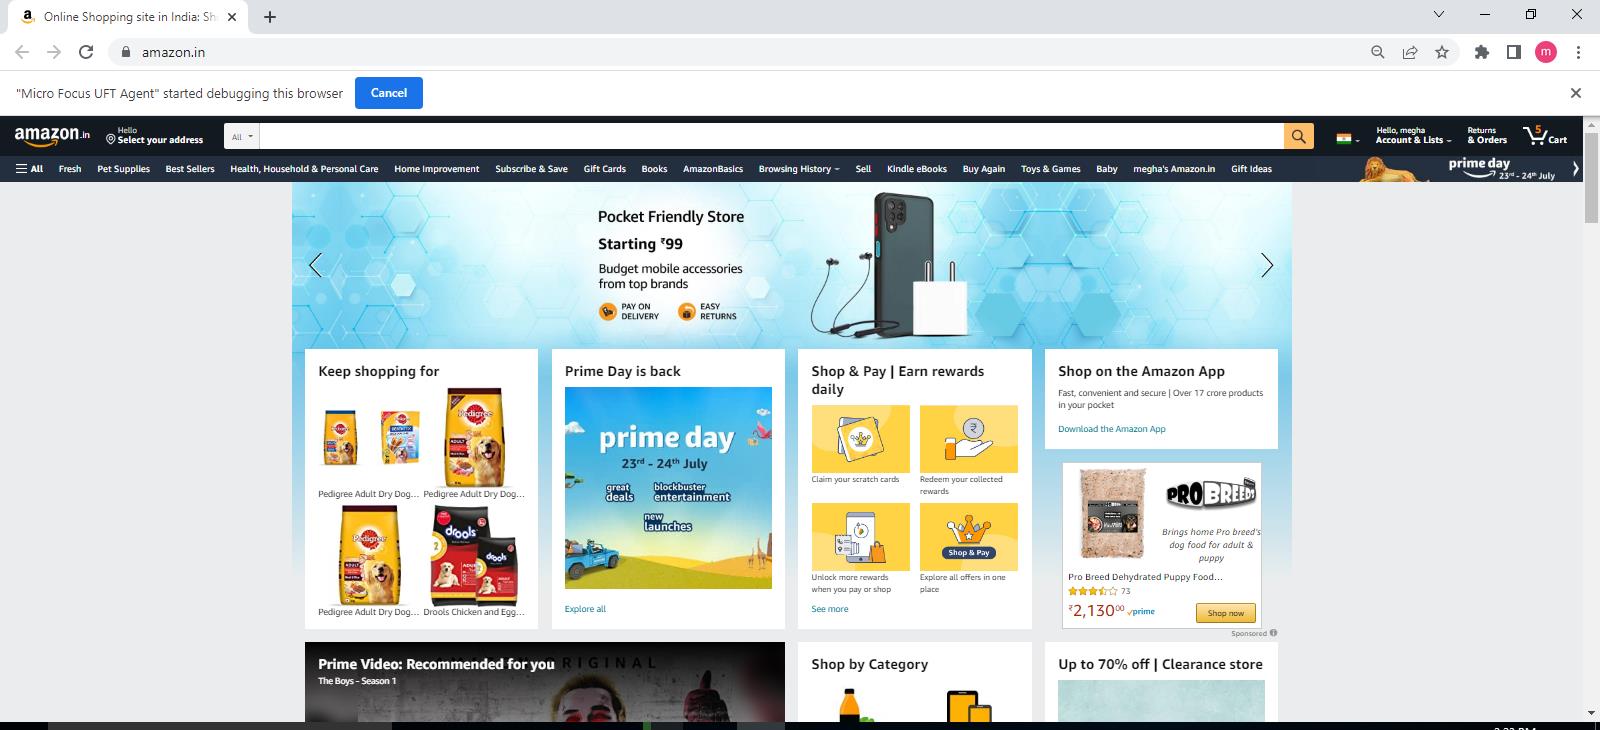 Online Shopping site in India: Sh
amazon.in
"Micro Focus UFT Agent" started debugging this browser
Cancel
m
amazon.in
Hello
Select your address
All
Hello, megha
Account & Lists
Returns
& Orders
5
Cart
All
Fresh
Pet Supplies
Best Sellers
Health, Household & Personal Care
Home Improvement
Subscribe & Save
Gift Cards
Books
AmazonBasics
Browsing History
Sell
Kindle eBooks
Buy Again
Toys & Games
Baby
megha's Amazon.in
Gift Ideas
prime day
23rd - 24th July
Pocket Friendly Store
Starting ₹99
Budget mobile accessories
from top brands
PAY ON
DELIVERY
EASY
RETURNS
Keep shopping for
Pedigree
Pedigree Adult Dry Dog...
Pedigree Adult Dry Dog...
Pedigree
drools
drools
Pedigree Adult Dry Dog...
Drools Chicken and Egg...
Prime Day is back
prime day
23rd - 24th July
great
deals
blockbuster
entertainment
new
launches
Explore all
Shop & Pay | Earn rewards
daily
Claim your scratch cards
Redeem your collected
rewards
Shop & Pay
Unlock more rewards
when you pay or shop
Explore all offers in one
place
See more
Shop on the Amazon App
Fast, convenient and secure | Over 17 crore products
in your pocket
Download the Amazon App
PRO BREED
Brings home Pro breed's
dog food for adult &
puppy
Pro Breed Dehydrated Puppy Food...
73
₹2,130.00 prime
Shop now
Sponsored
Prime Video: Recommended for you
The Boys - Season 1
ORIGINAL
Shop by Category
Up to 70% off | Clearance store